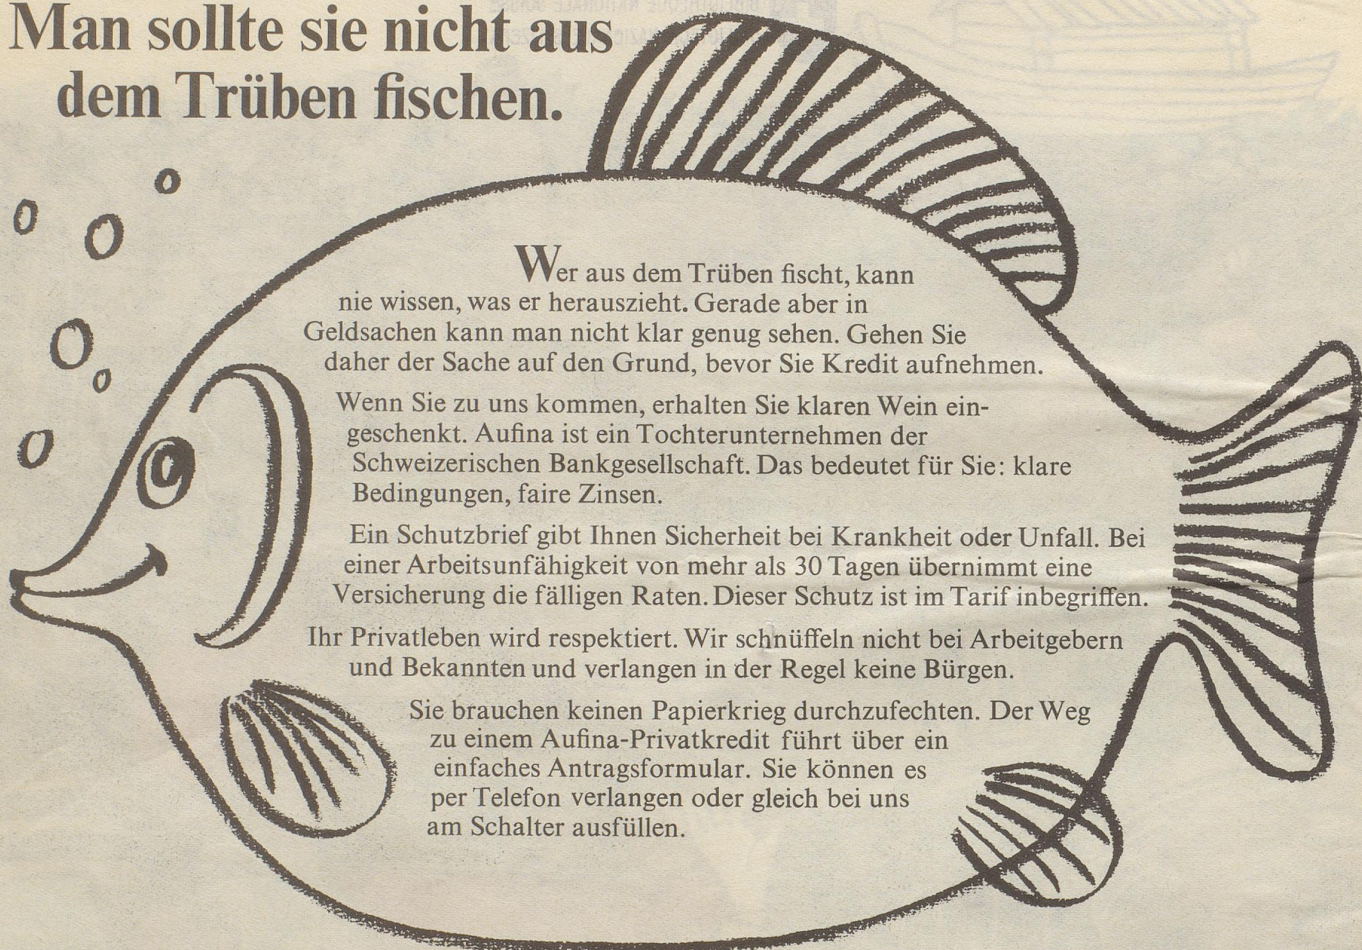 Man sollte sie nicht aus
dem Trüben fischen.
Wer aus dem Trüben fischt, kann
nie wissen, was er herauszieht. Gerade aber in
Geldsachen kann man nicht klar genug sehen. Gehen Sie
daher der Sache auf den Grund, bevor Sie Kredit aufnehmen.
Wenn Sie zu uns kommen, erhalten Sie klaren Wein ein-
geschenkt. Aufina ist ein Tochterunternehmen der
Schweizerischen Bankgesellschaft. Das bedeutet für Sie: klare
Bedingungen, faire Zinsen.
Ein Schutzbrief gibt Ihnen Sicherheit bei Krankheit oder Unfall. Bei
einer Arbeitsunfähigkeit von mehr als 30 Tagen übernimmt eine
Versicherung die fälligen Raten. Dieser Schutz ist im Tarif inbegriffen.
Ihr Privatleben wird respektiert. Wir schnüffeln nicht bei Arbeitgebern
und Bekannten und verlangen in der Regel keine Bürgen.
Sie brauchen keinen Papierkrieg durchzufechten. Der Weg
zu einem Aufina-Privatkredit führt über ein
einfaches Antragsformular. Sie können es
per Telefon verlangen oder gleich bei uns
am Schalter ausfüllen.